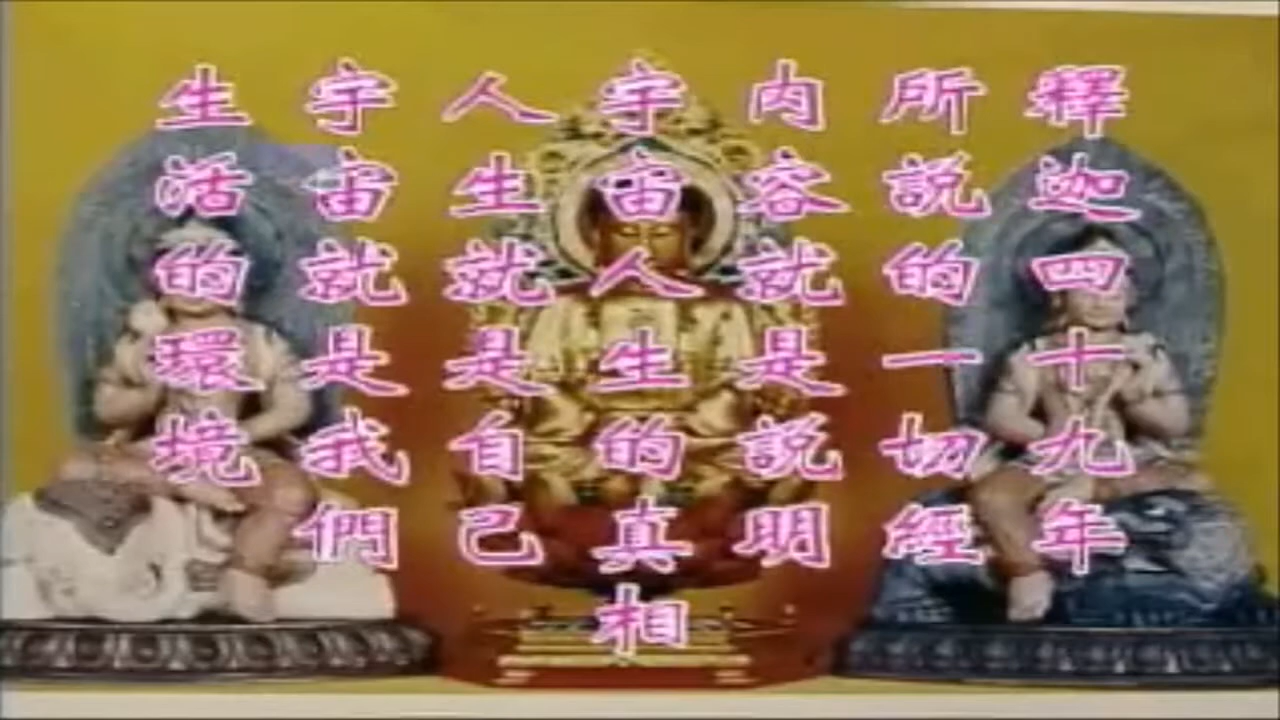 釋迦四十九年
所說的一切經
內容就是說明
宇宙人生的真相
人生就是自己
宇宙就是我們
生活的環境